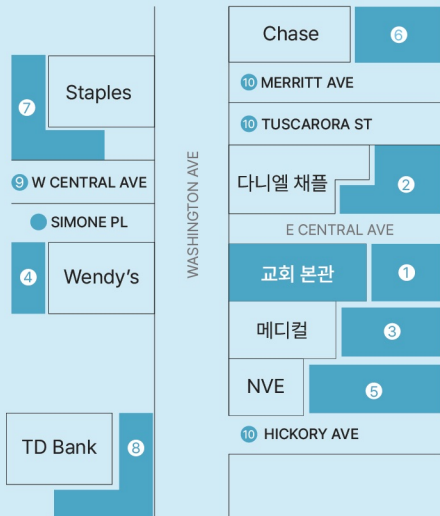 Chase
6
10 MERRITT AVE
7
Staples
10 TUSCARORA ST
9 W CENTRAL AVE
다니엘 채플
2
SIMONE PL
WASHINGTON AVE
E CENTRAL AVE
4
Wendy's
교회 본관
1
메디컬
3
NVE
5
TD Bank
8
10 HICKORY AVE